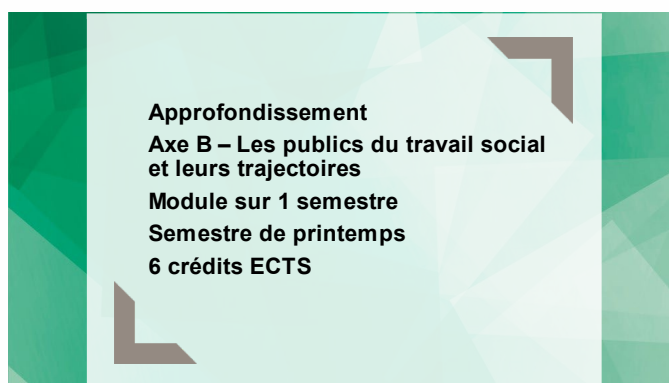 Approfondissement
Axe B – Les publics du travail social
et leurs trajectoires
Module sur 1 semestre
Semestre de printemps
6 crédits ECTS